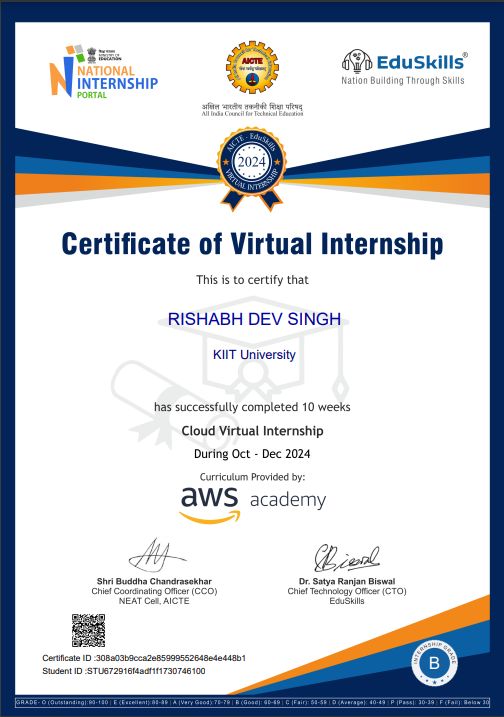 शिक्षा मंत्रालय
MINISTRY OF
EDUCATION
NATIONAL
INTERNSHIP
PORTAL
AICTE
अखिल भारतीय तकनीकी शिक्षा परिषद्
All India Council for Technical Education
EduSkills®
Nation Building Through Skills
AICTE - EduSkills
2024
VIRTUAL INTERNSHIP
Certificate of Virtual Internship
This is to certify that
RISHABH DEV SINGH
KIIT University
has successfully completed 10 weeks
Cloud Virtual Internship
During Oct - Dec 2024
Curriculum Provided by:
aws academy
Shri Buddha Chandrasekhar
Chief Coordinating Officer (CCO)
NEAT Cell, AICTE
Dr. Satya Ranjan Biswal
Chief Technology Officer (CTO)
EduSkills
Certificate ID :308a03b9cca2e85999552648e4e448b1
Student ID :STU672916f4adf1f1730746100
INTERNSHIP GRADE
B
GRADE- O (Outstanding):90-100 | E (Excellent):80-89 | A (Very Good):70-79 | B (Good): 60-69 | C (Fair): 50-59 | D (Average): 40-49 | P (Pass): 30-39 | F (Fail): Below 30